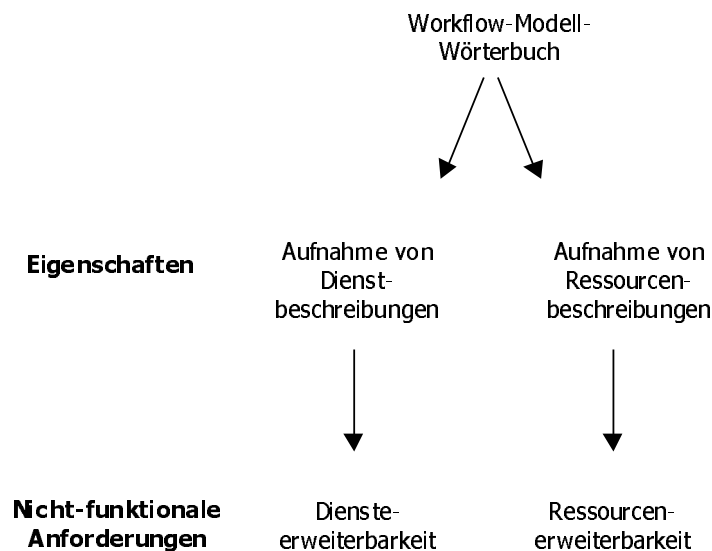 Workflow-Modell-
Wörterbuch
Eigenschaften
Aufnahme von
Dienst-
beschreibungen
Aufnahme von
Ressourcen-
beschreibungen
Nicht-funktionale
Anforderungen
Dienste-
erweiterbarkeit
Ressourcen-
erweiterbarkeit